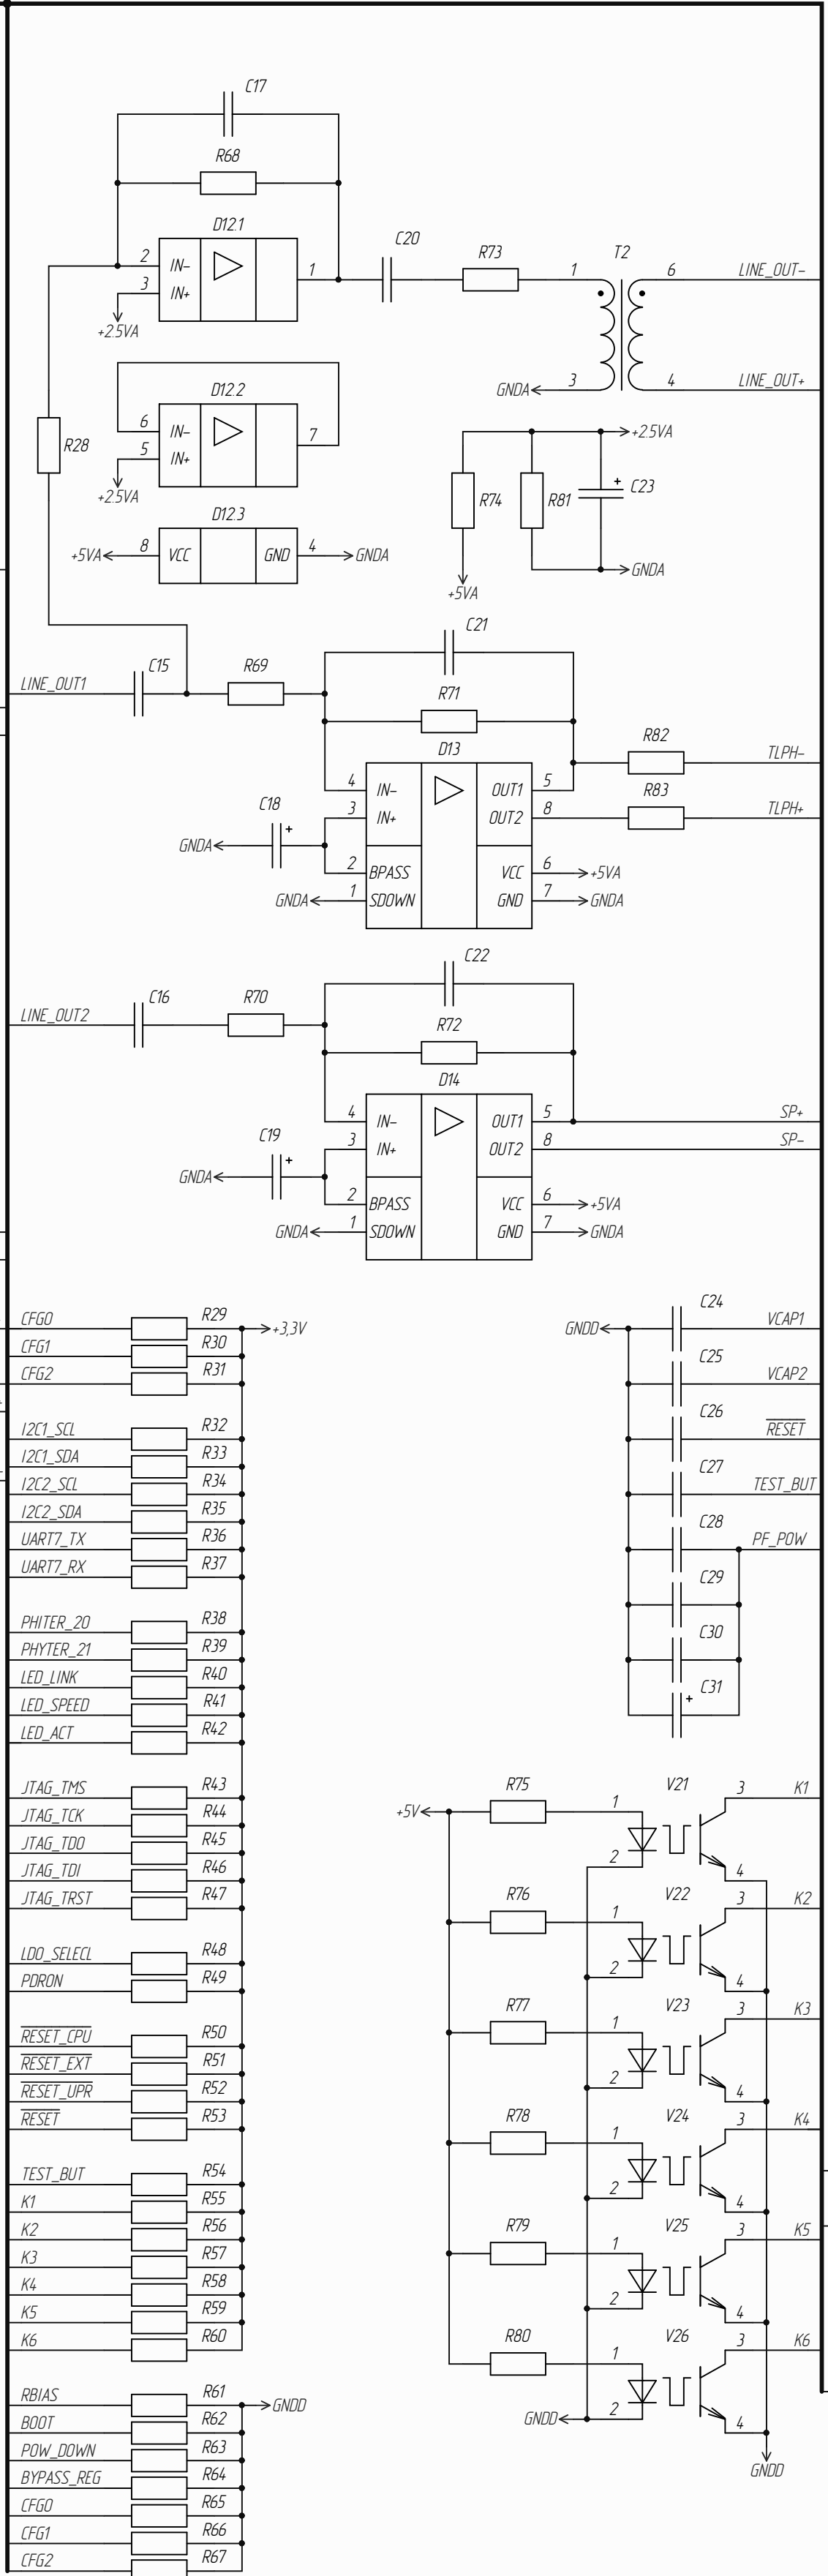 C17
R68
D12.1
2 IN- 1
3 IN+
+2.5VA
C20
R73
T2
1 6 LINE_OUT-
GNDA 3 4 LINE_OUT+
D12.2
6 IN- 7
5 IN+
+2.5VA
R28
+2.5VA
R74 R81 + C23
GNDA
+5VA
D12.3
+5VA 8 VCC GND 4 GNDA
C21
LINE_OUT1 C15 R69
R71
D13
R82 TLPH-
4 IN- OUT1 5
R83 TLPH+
3 IN+ OUT2 8
C18 +
GNDA
2 BPASS VCC 6 +5VA
GNDA 1 SDOWN GND 7 GNDA
C22
LINE_OUT2 C16 R70
R72
D14
4 IN- OUT1 5 SP+
3 IN+ OUT2 8 SP-
C19 +
GNDA
2 BPASS VCC 6 +5VA
GNDA 1 SDOWN GND 7 GNDA
CFG0 R29 +3,3V
CFG1 R30
CFG2 R31
I2C1_SCL R32
I2C1_SDA R33
I2C2_SCL R34
I2C2_SDA R35
UART7_TX R36
UART7_RX R37
PHITER_20 R38
PHYTER_21 R39
LED_LINK R40
LED_SPEED R41
LED_ACT R42
JTAG_TMS R43
JTAG_TCK R44
JTAG_TDO R45
JTAG_TDI R46
JTAG_TRST R47
LDO_SELECL R48
PDRON R49
RESET_CPU R50
RESET_EXT R51
RESET_UPR R52
RESET R53
TEST_BUT R54
K1 R55
K2 R56
K3 R57
K4 R58
K5 R59
K6 R60
RBIAS R61 GNDD
BOOT R62
POW_DOWN R63
BYPASS_REG R64
CFG0 R65
CFG1 R66
CFG2 R67
GNDD C24 VCAP1
C25 VCAP2
C26 RESET
C27 TEST_BUT
C28 PF_POW
C29
C30
C31 +
+5V R75 1 V21 3 K1
2 4
R76 1 V22 3 K2
2 4
R77 1 V23 3 K3
2 4
R78 1 V24 3 K4
2 4
R79 1 V25 3 K5
2 4
R80 1 V26 3 K6
GNDD 2 4
GNDD